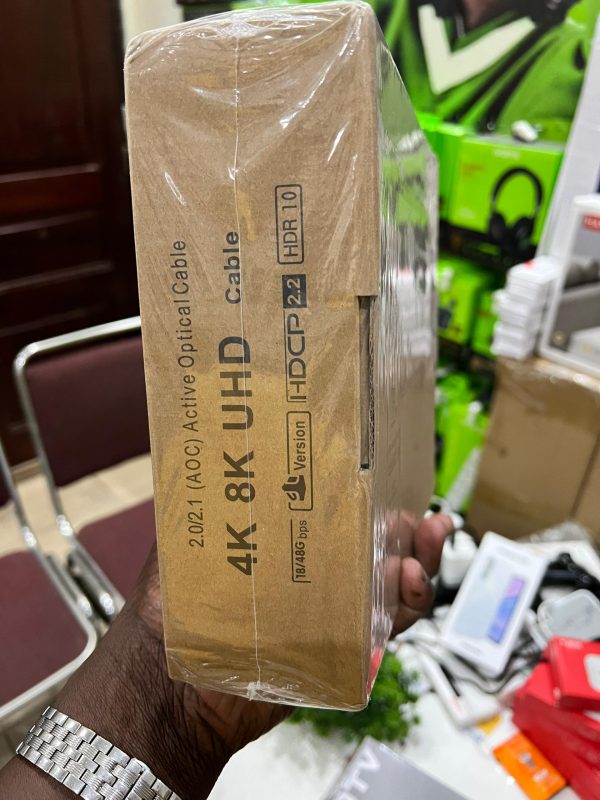 2.0/2.1 (AOC) Active Optical Cable
4K 8K UHD Cable
18/48Gbps Version HDCP 2.2 HDR 10
TV